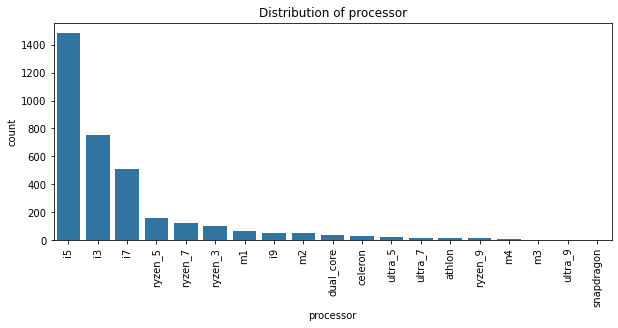 Distribution of processor
count
1400
1200
1000
800
600
400
200
0
i5
i3
i7
ryzen_5
ryzen_7
ryzen_3
m1
i9
m2
dual_core
celeron
ultra_5
ultra_7
athlon
ryzen_9
m4
m3
ultra_9
snapdragon
processor